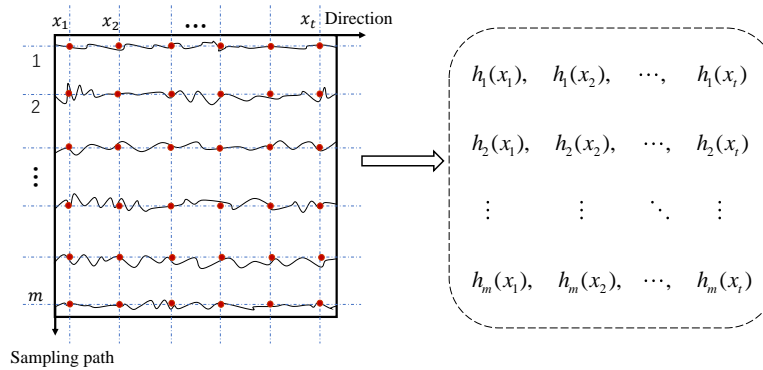 x₁ x₂ ••• xₜ Direction
1
2
⋮
m
Sampling path
h₁(x₁), h₁(x₂), ⋯, h₁(xₜ)
h₂(x₁), h₂(x₂), ⋯, h₂(xₜ)
⋮ ⋮ ⋱ ⋮
hₘ(x₁), hₘ(x₂), ⋯, hₘ(xₜ)